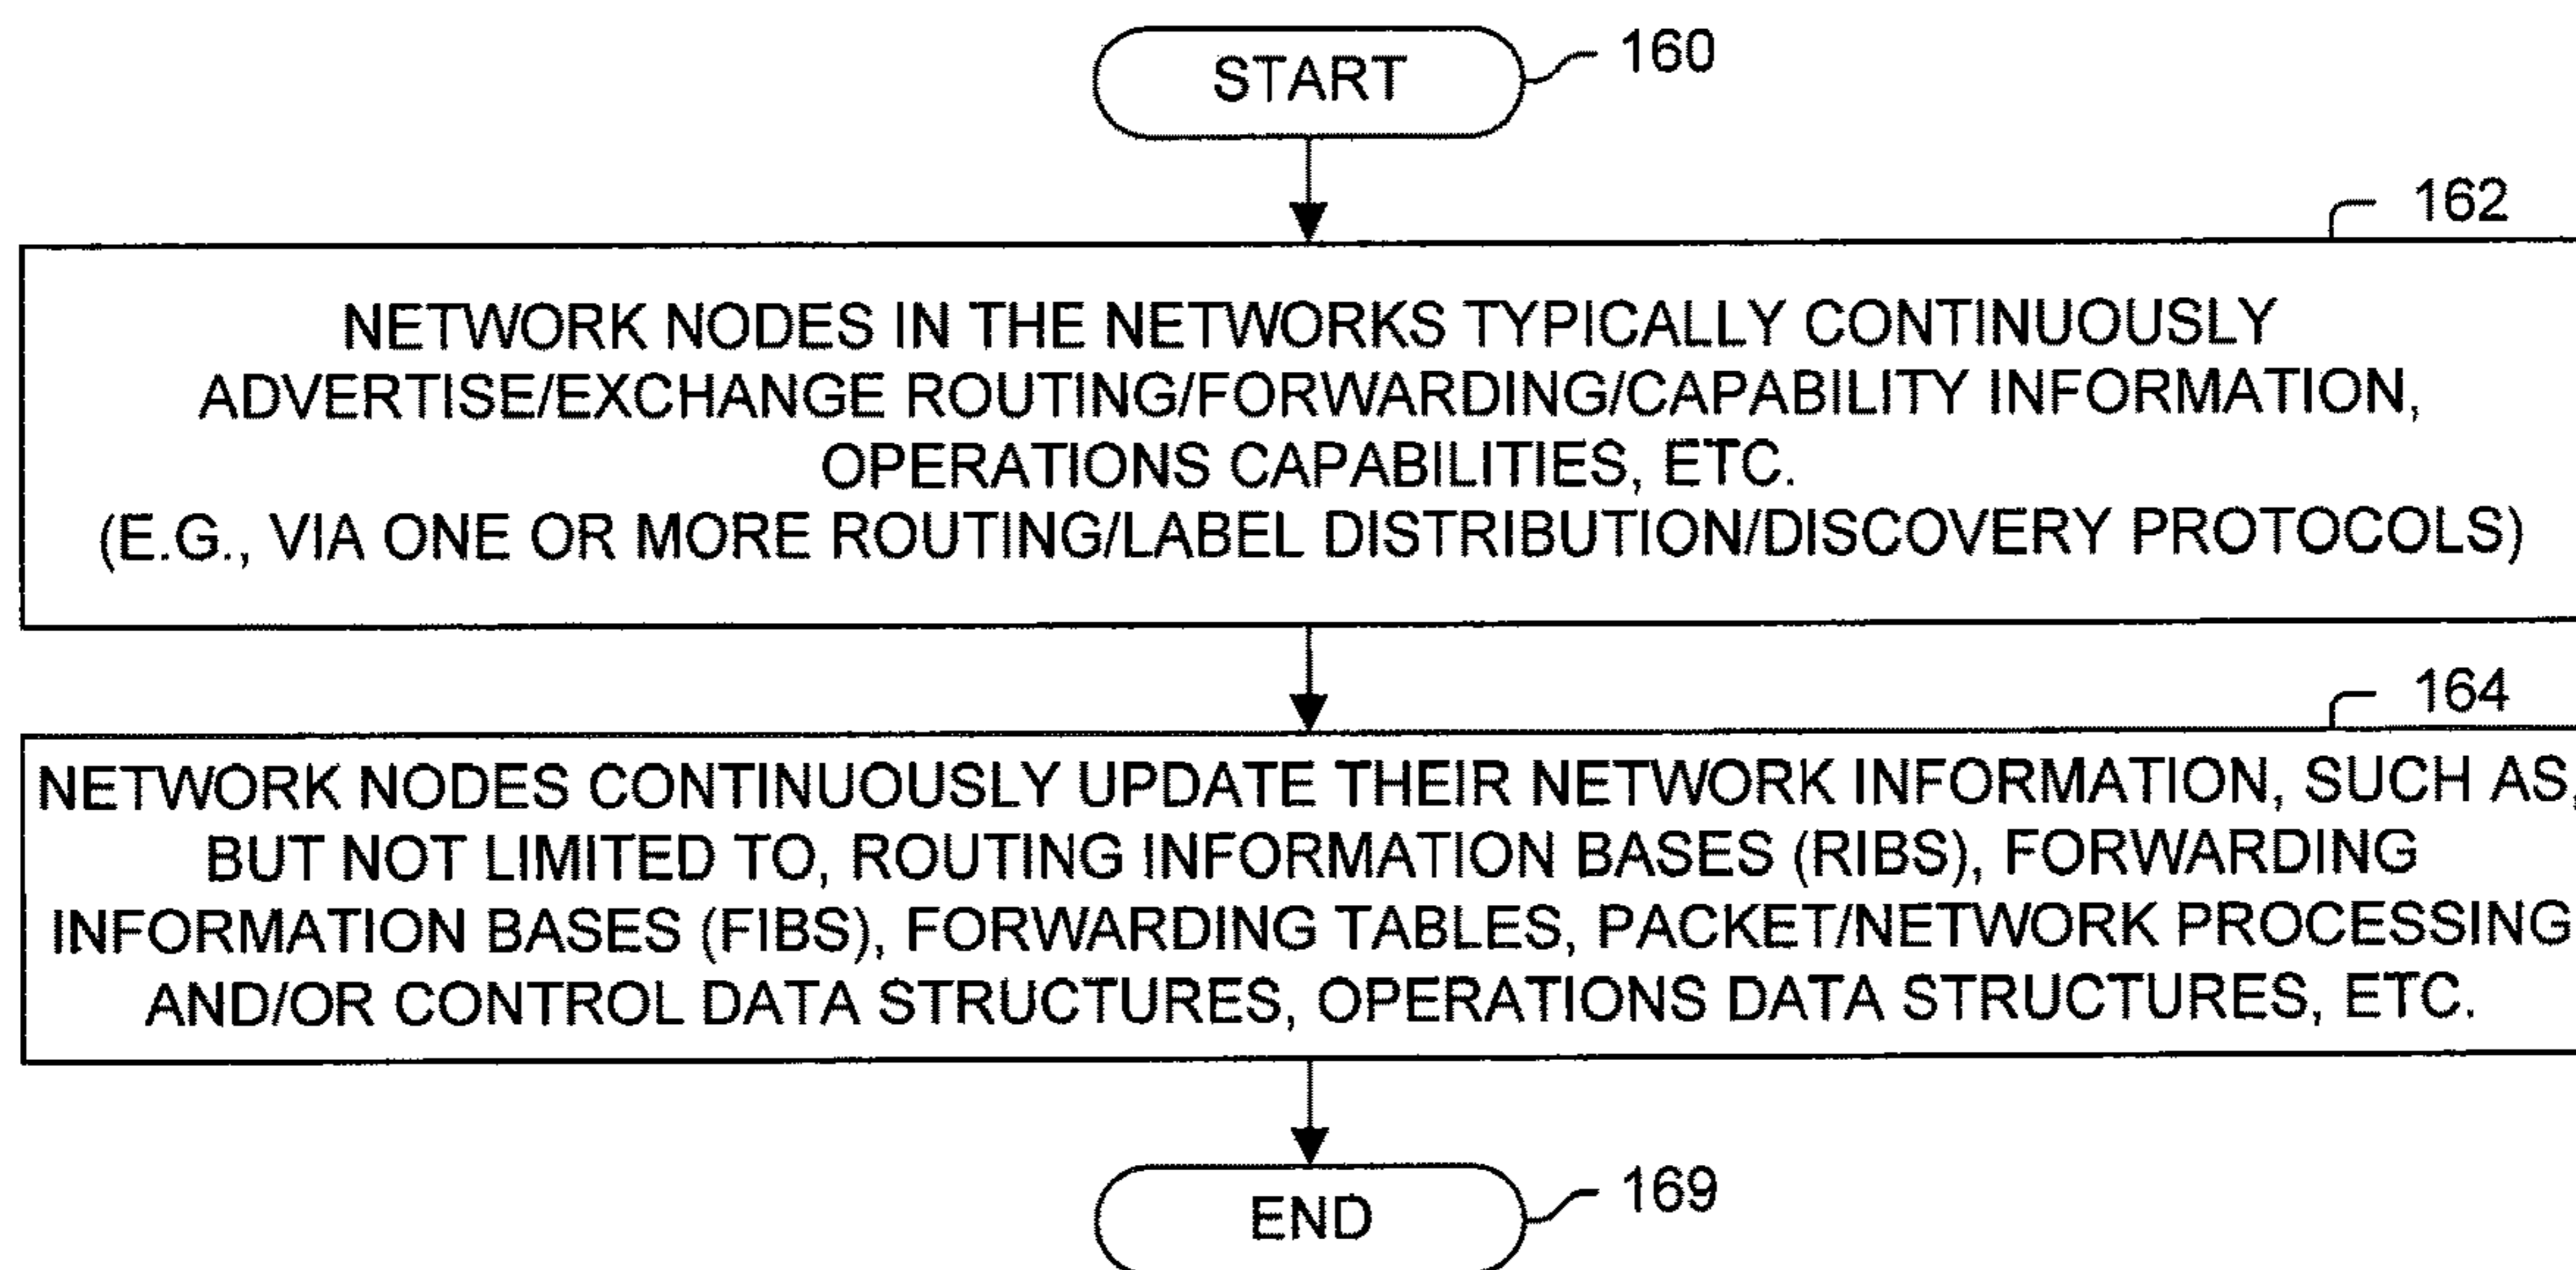 START
160
162
NETWORK NODES IN THE NETWORKS TYPICALLY CONTINUOUSLY
ADVERTISE/EXCHANGE ROUTING/FORWARDING/CAPABILITY INFORMATION,
OPERATIONS CAPABILITIES, ETC.
(E.G., VIA ONE OR MORE ROUTING/LABEL DISTRIBUTION/DISCOVERY PROTOCOLS)
164
NETWORK NODES CONTINUOUSLY UPDATE THEIR NETWORK INFORMATION, SUCH AS,
BUT NOT LIMITED TO, ROUTING INFORMATION BASES (RIBS), FORWARDING
INFORMATION BASES (FIBS), FORWARDING TABLES, PACKET/NETWORK PROCESSING
AND/OR CONTROL DATA STRUCTURES, OPERATIONS DATA STRUCTURES, ETC.
END
169